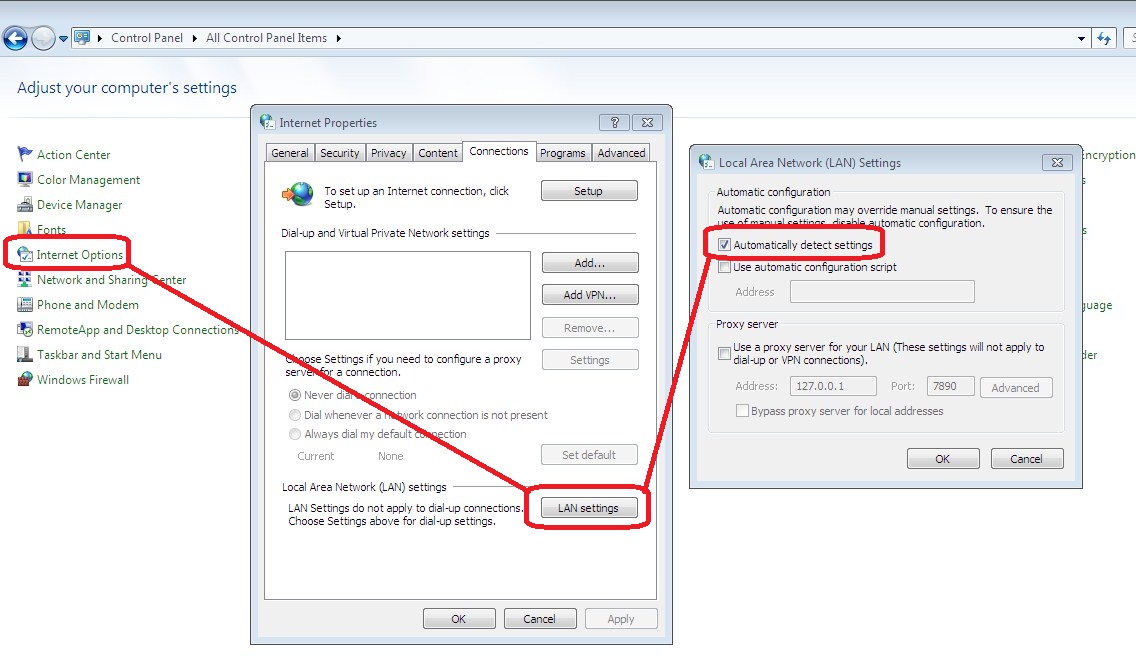 Control Panel
All Control Panel Items
Adjust your computer's settings
Action Center
Color Management
Device Manager
Fonts
Internet Options
Network and Sharing Center
Phone and Modem
RemoteApp and Desktop Connections
Taskbar and Start Menu
Windows Firewall
Internet Properties
General Security Privacy Content Connections Programs Advanced
To set up an Internet connection, click
Setup.
Setup
Dial-up and Virtual Private Network settings
Add...
Add VPN...
Remove...
Choose Settings if you need to configure a proxy
server for a connection.
Settings
Never dial a connection
Dial whenever a network connection is not present
Always dial my default connection
Current None
Set default
Local Area Network (LAN) settings
LAN Settings do not apply to dial-up connections.
Choose Settings above for dial-up settings.
LAN settings
OK Cancel Apply
Local Area Network (LAN) Settings
Automatic configuration
Automatic configuration may override manual settings. To ensure the
use of manual settings, disable automatic configuration.
Automatically detect settings
Use automatic configuration script
Address
Proxy server
Use a proxy server for your LAN (These settings will not apply to
dial-up or VPN connections).
Address: 127.0.0.1 Port: 7890 Advanced
Bypass proxy server for local addresses
OK Cancel